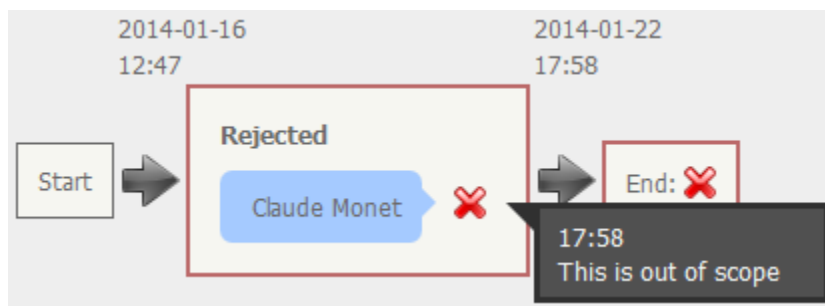 2014-01-16
12:47
2014-01-22
17:58
Start
Rejected
Claude Monet
End:
17:58
This is out of scope